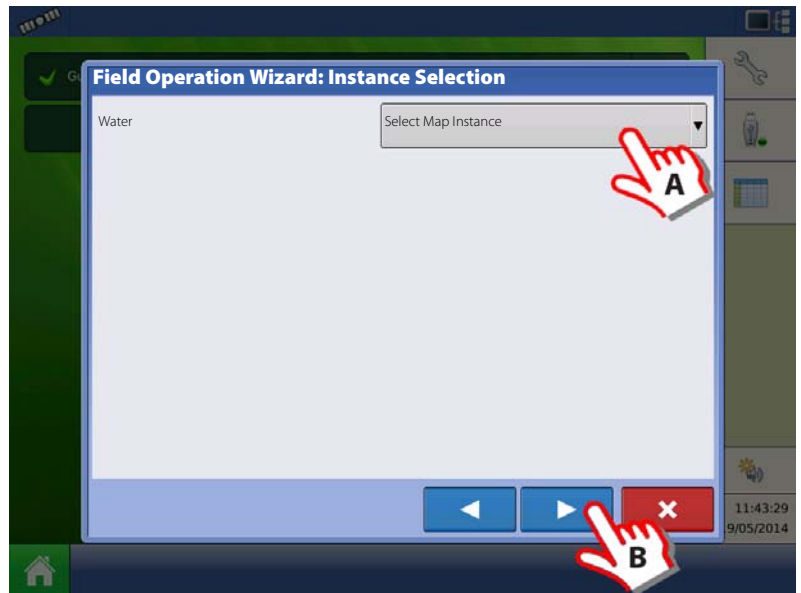 Field Operation Wizard: Instance Selection
Water
Select Map Instance
A
B
11:43:29
9/05/2014